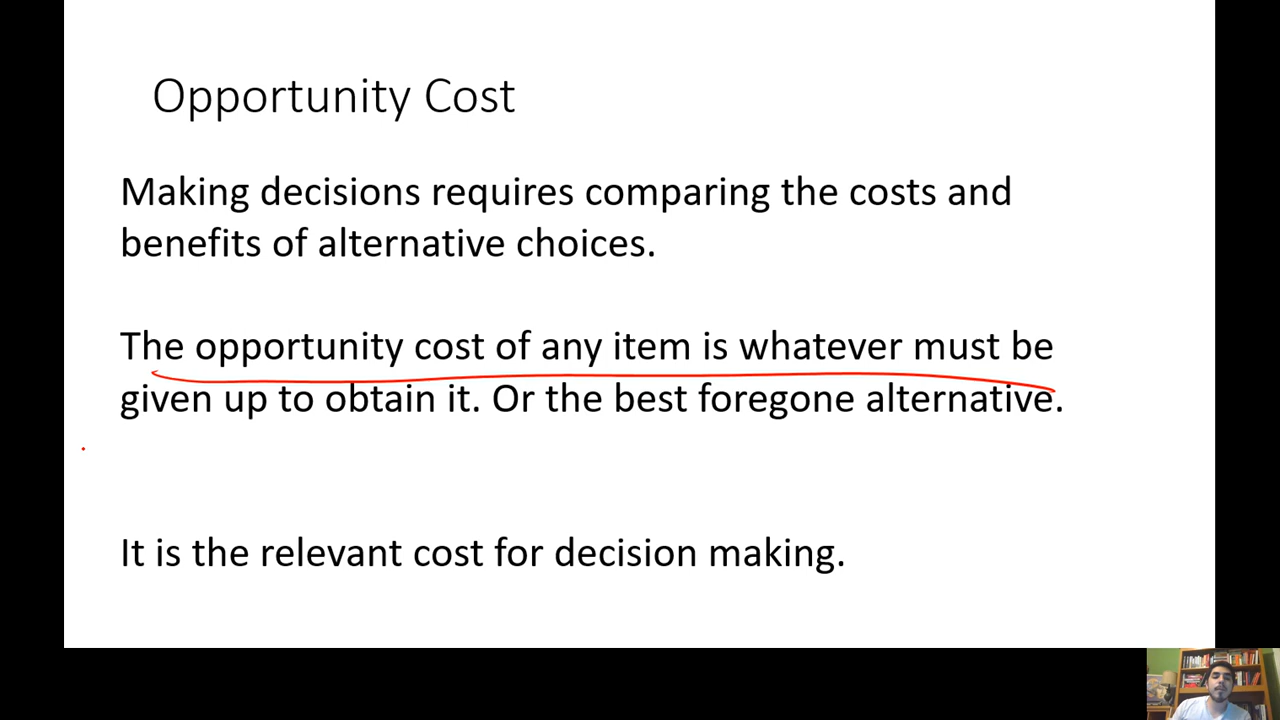 Opportunity Cost
Making decisions requires comparing the costs and
benefits of alternative choices.
The opportunity cost of any item is whatever must be
given up to obtain it. Or the best foregone alternative.
It is the relevant cost for decision making.